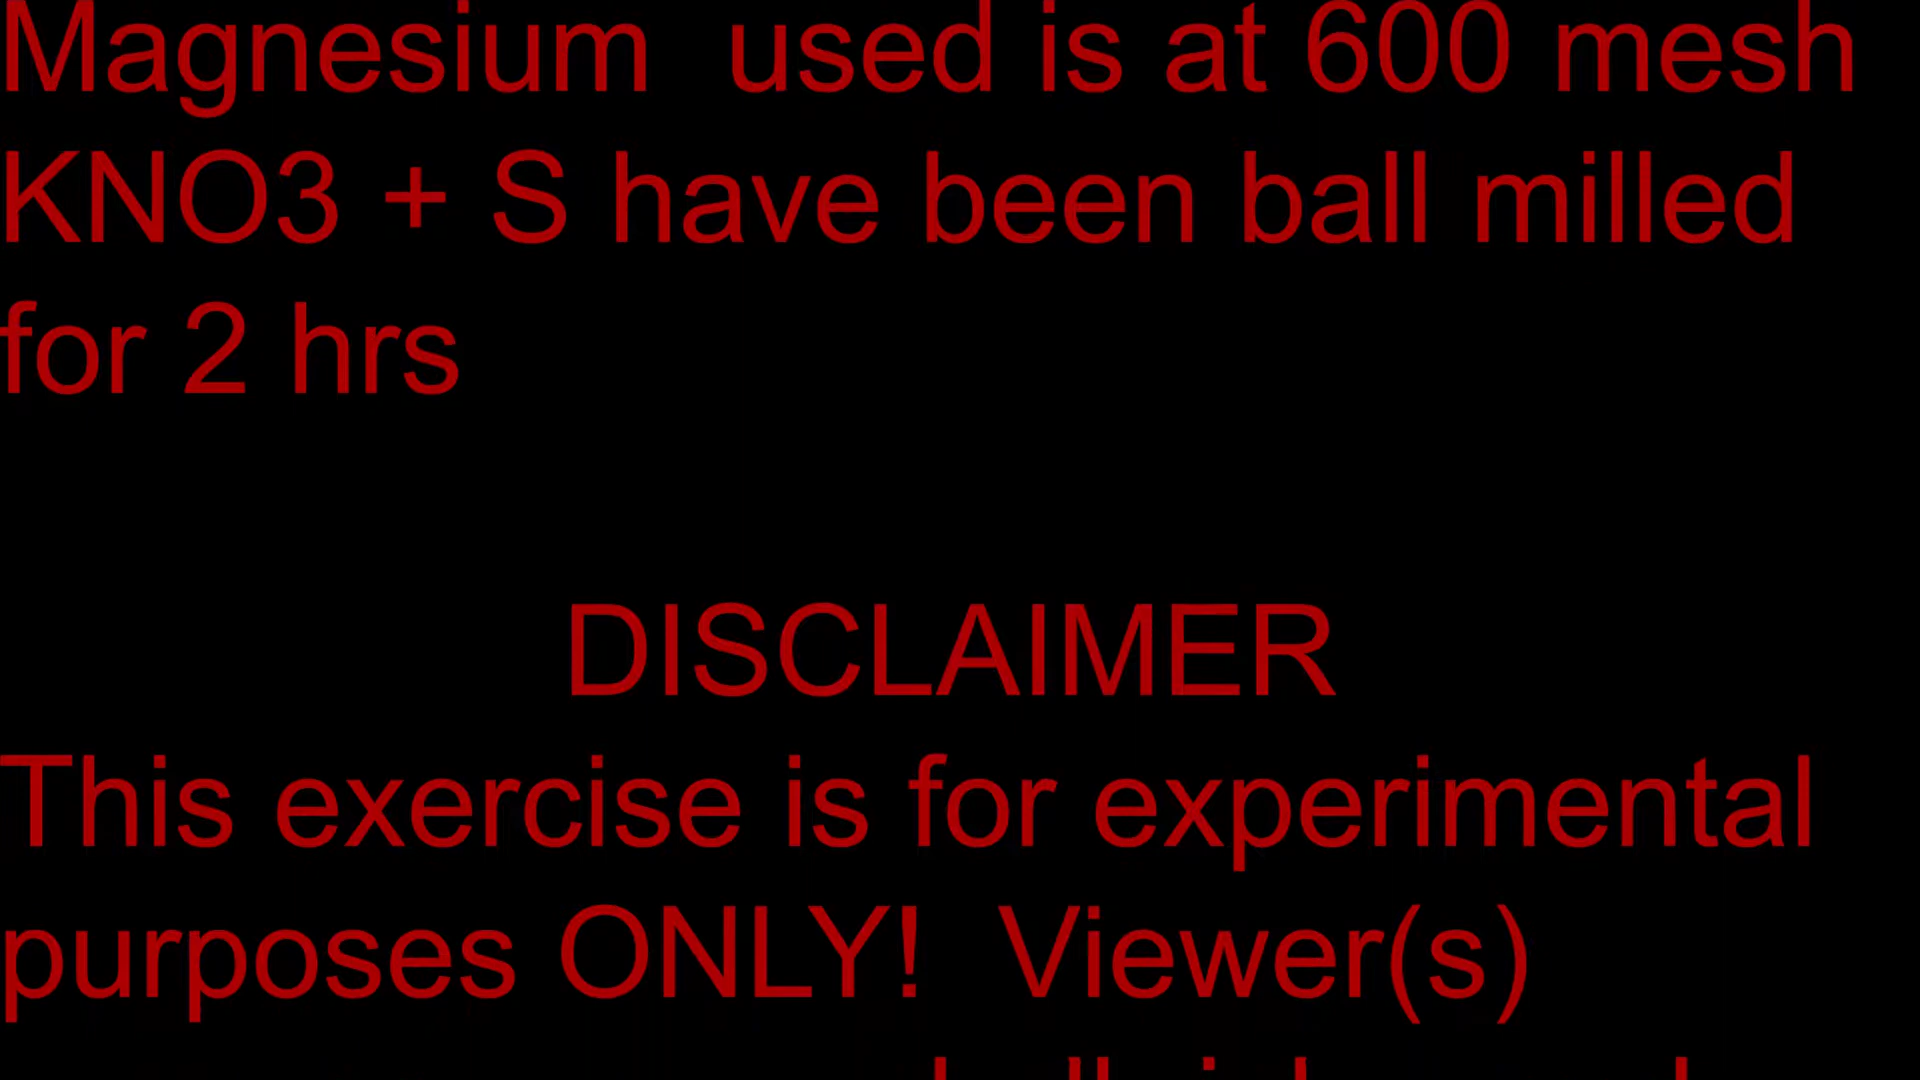 Magnesium  used is at 600 mesh
KNO3 + S have been ball milled
for 2 hrs
DISCLAIMER
This exercise is for experimental
purposes ONLY!  Viewer(s)